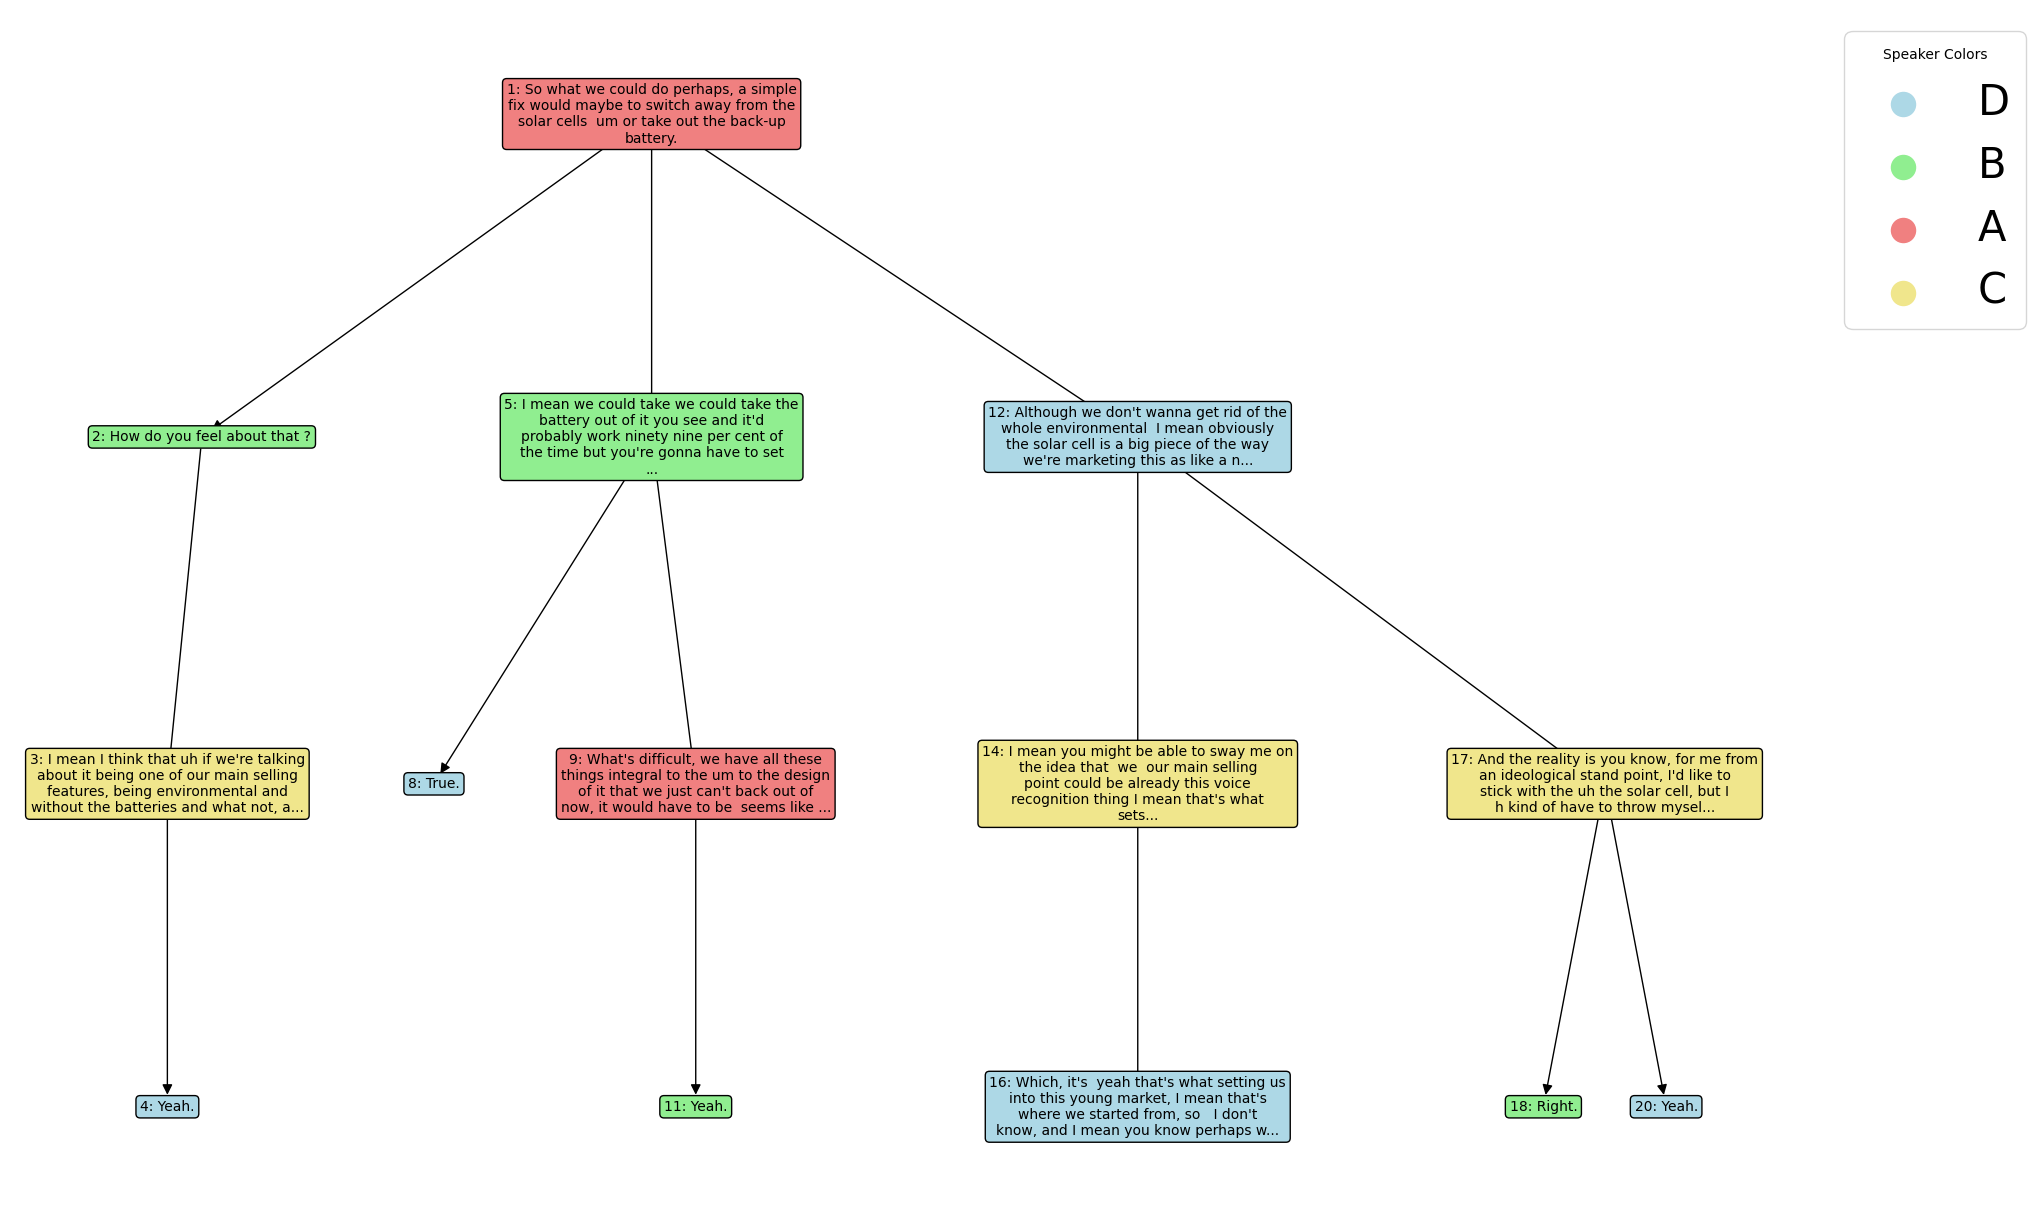 Speaker Colors
D
B
A
C
1: So what we could do perhaps, a simple
fix would maybe to switch away from the
solar cells  um or take out the back-up
battery.
2: How do you feel about that ?
5: I mean we could take we could take the
battery out of it you see and it'd
probably work ninety nine per cent of
the time but you're gonna have to set
...
12: Although we don't wanna get rid of the
whole environmental  I mean obviously
the solar cell is a big piece of the way
we're marketing this as like a n...
3: I mean I think that uh if we're talking
about it being one of our main selling
features, being environmental and
without the batteries and what not, a...
8: True.
9: What's difficult, we have all these
things integral to the um to the design
of it that we just can't back out of
now, it would have to be  seems like ...
14: I mean you might be able to sway me on
the idea that  we  our main selling
point could be already this voice
recognition thing I mean that's what
sets...
17: And the reality is you know, for me from
an ideological stand point, I'd like to
stick with the uh the solar cell, but I
h kind of have to throw mysel...
4: Yeah.
11: Yeah.
16: Which, it's  yeah that's what setting us
into this young market, I mean that's
where we started from, so   I don't
know, and I mean you know perhaps w...
18: Right.
20: Yeah.